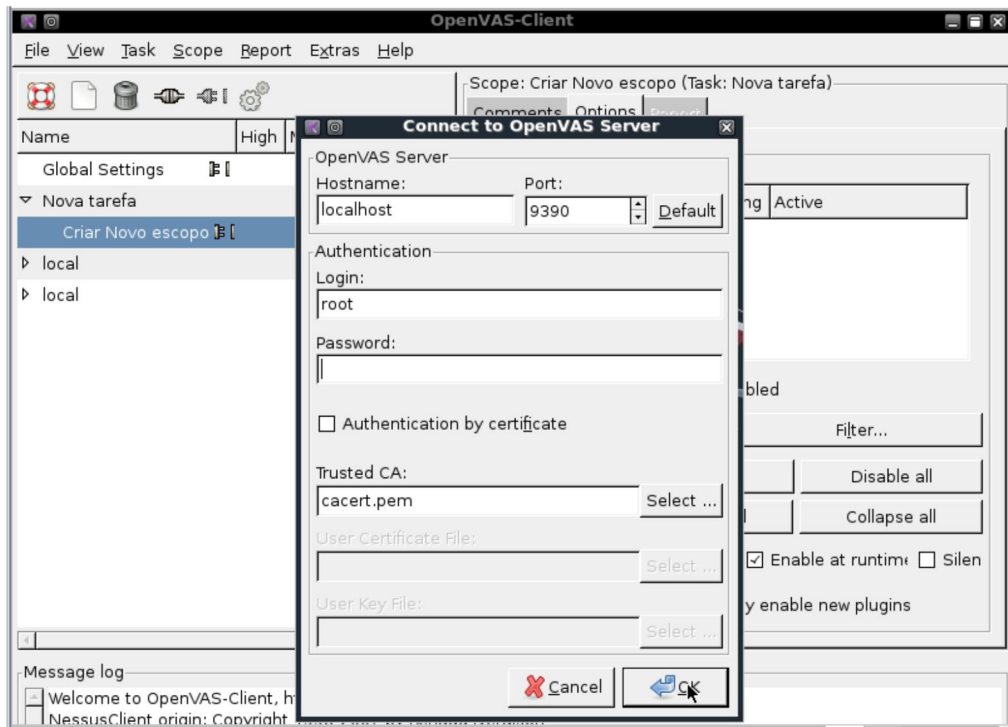 OpenVAS-Client
File View Task Scope Report Extras Help
Scope: Criar Novo escopo (Task: Nova tarefa)
Comments Options Report
Name High
Global Settings
Nova tarefa
Criar Novo escopo
local
local
Connect to OpenVAS Server
OpenVAS Server
Hostname: Port:
localhost 9390 Default
Authentication
Login:
root
Password:
Authentication by certificate
Trusted CA:
cacert.pem Select ...
User Certificate File:
Select ...
User Key File:
Select ...
Cancel OK
Active
Filter...
Disable all
Collapse all
Enable at runtime Silen
enable new plugins
Message log
Welcome to OpenVAS-Client, h
NessusClient origin: Copyright